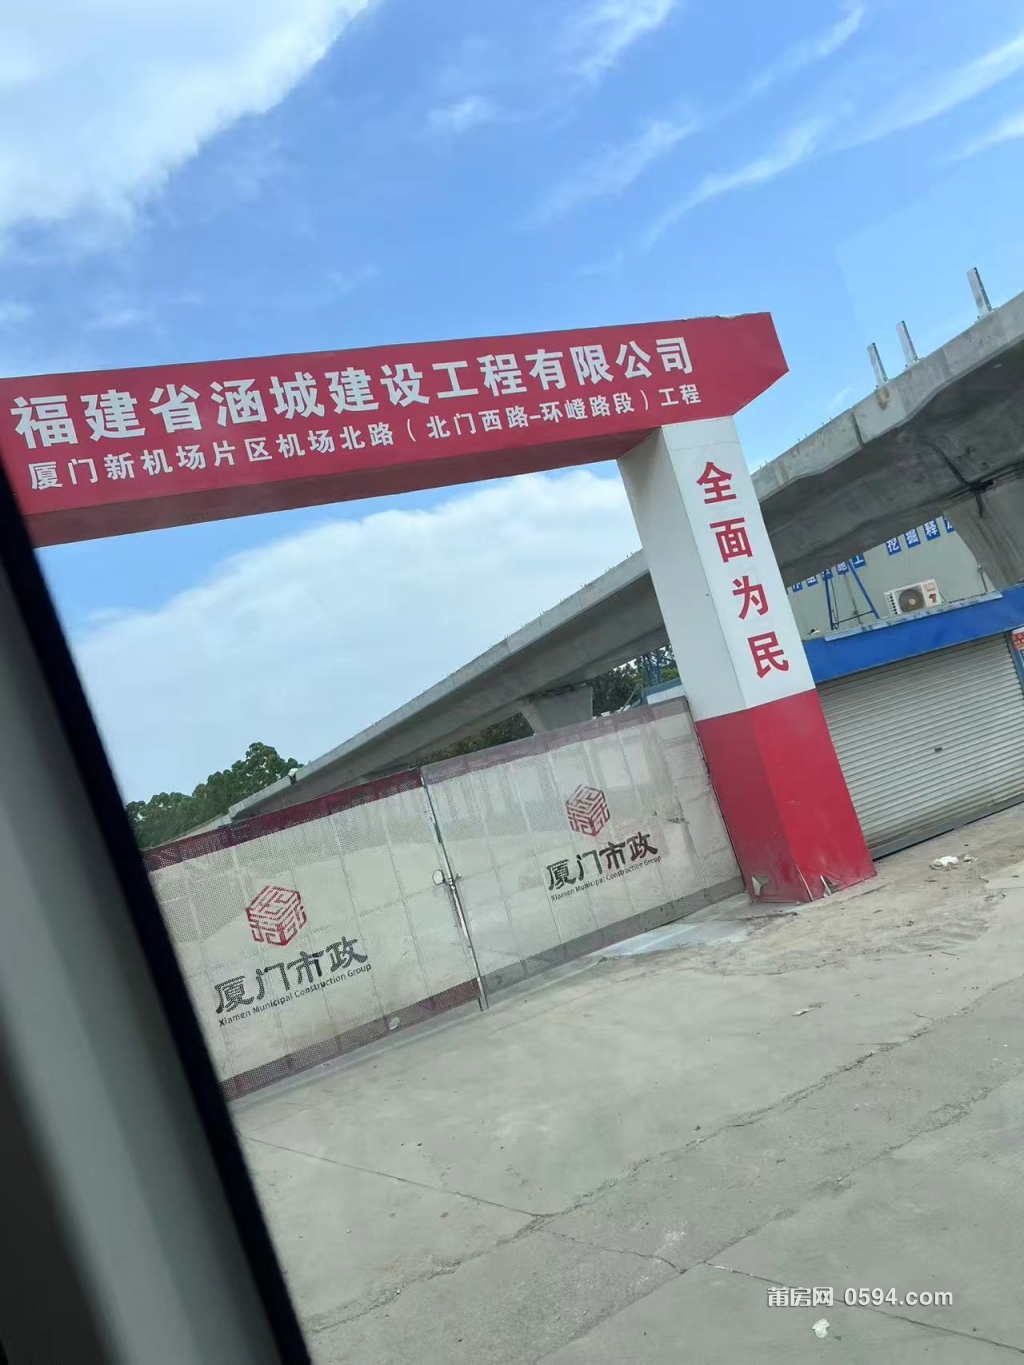 福建省涵城建设工程有限公司
厦门新机场片区机场北路（北门西路-环嶝路段）工程
全面为民
挖掘释
厦门市政
Xiamen Municipal Construction Group
厦门市政
Xiamen Municipal Construction Group
莆房网 0594.com